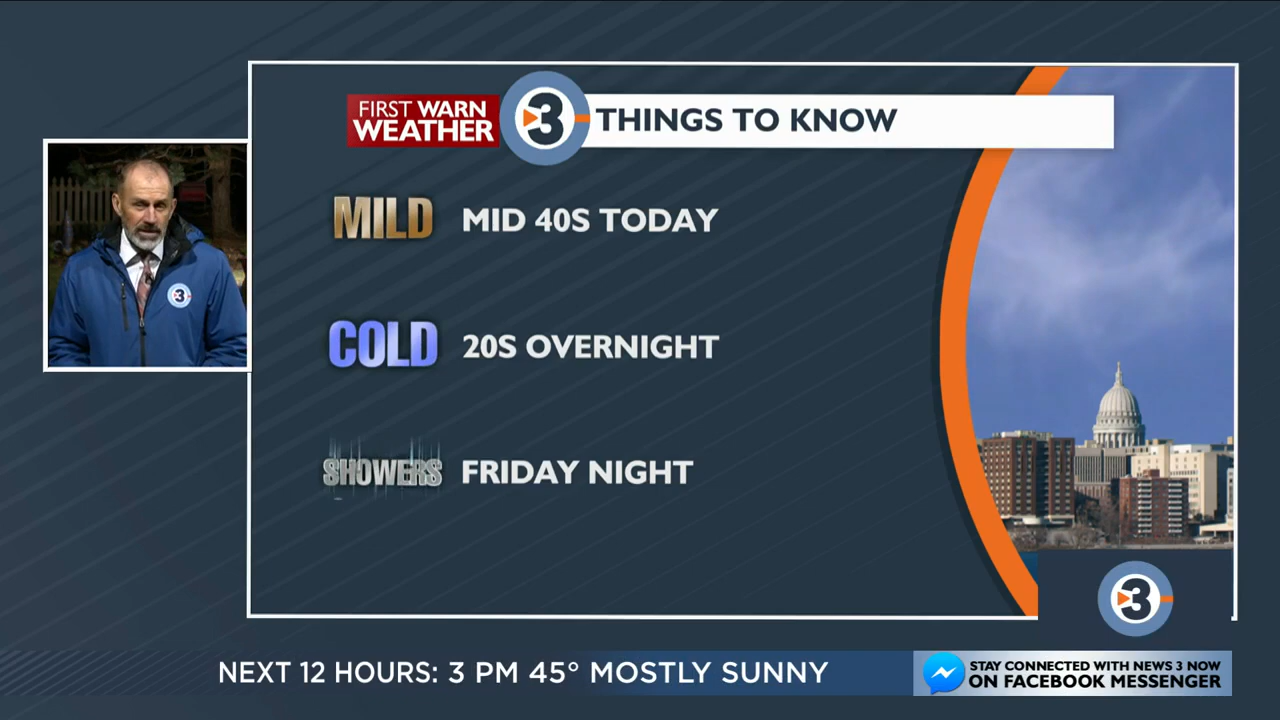 FIRST WARN
WEATHER
3 THINGS TO KNOW
MILD MID 40S TODAY
COLD 20S OVERNIGHT
SHOWERS FRIDAY NIGHT
3
3
NEXT 12 HOURS: 3 PM 45° MOSTLY SUNNY
STAY CONNECTED WITH NEWS 3 NOW
ON FACEBOOK MESSENGER